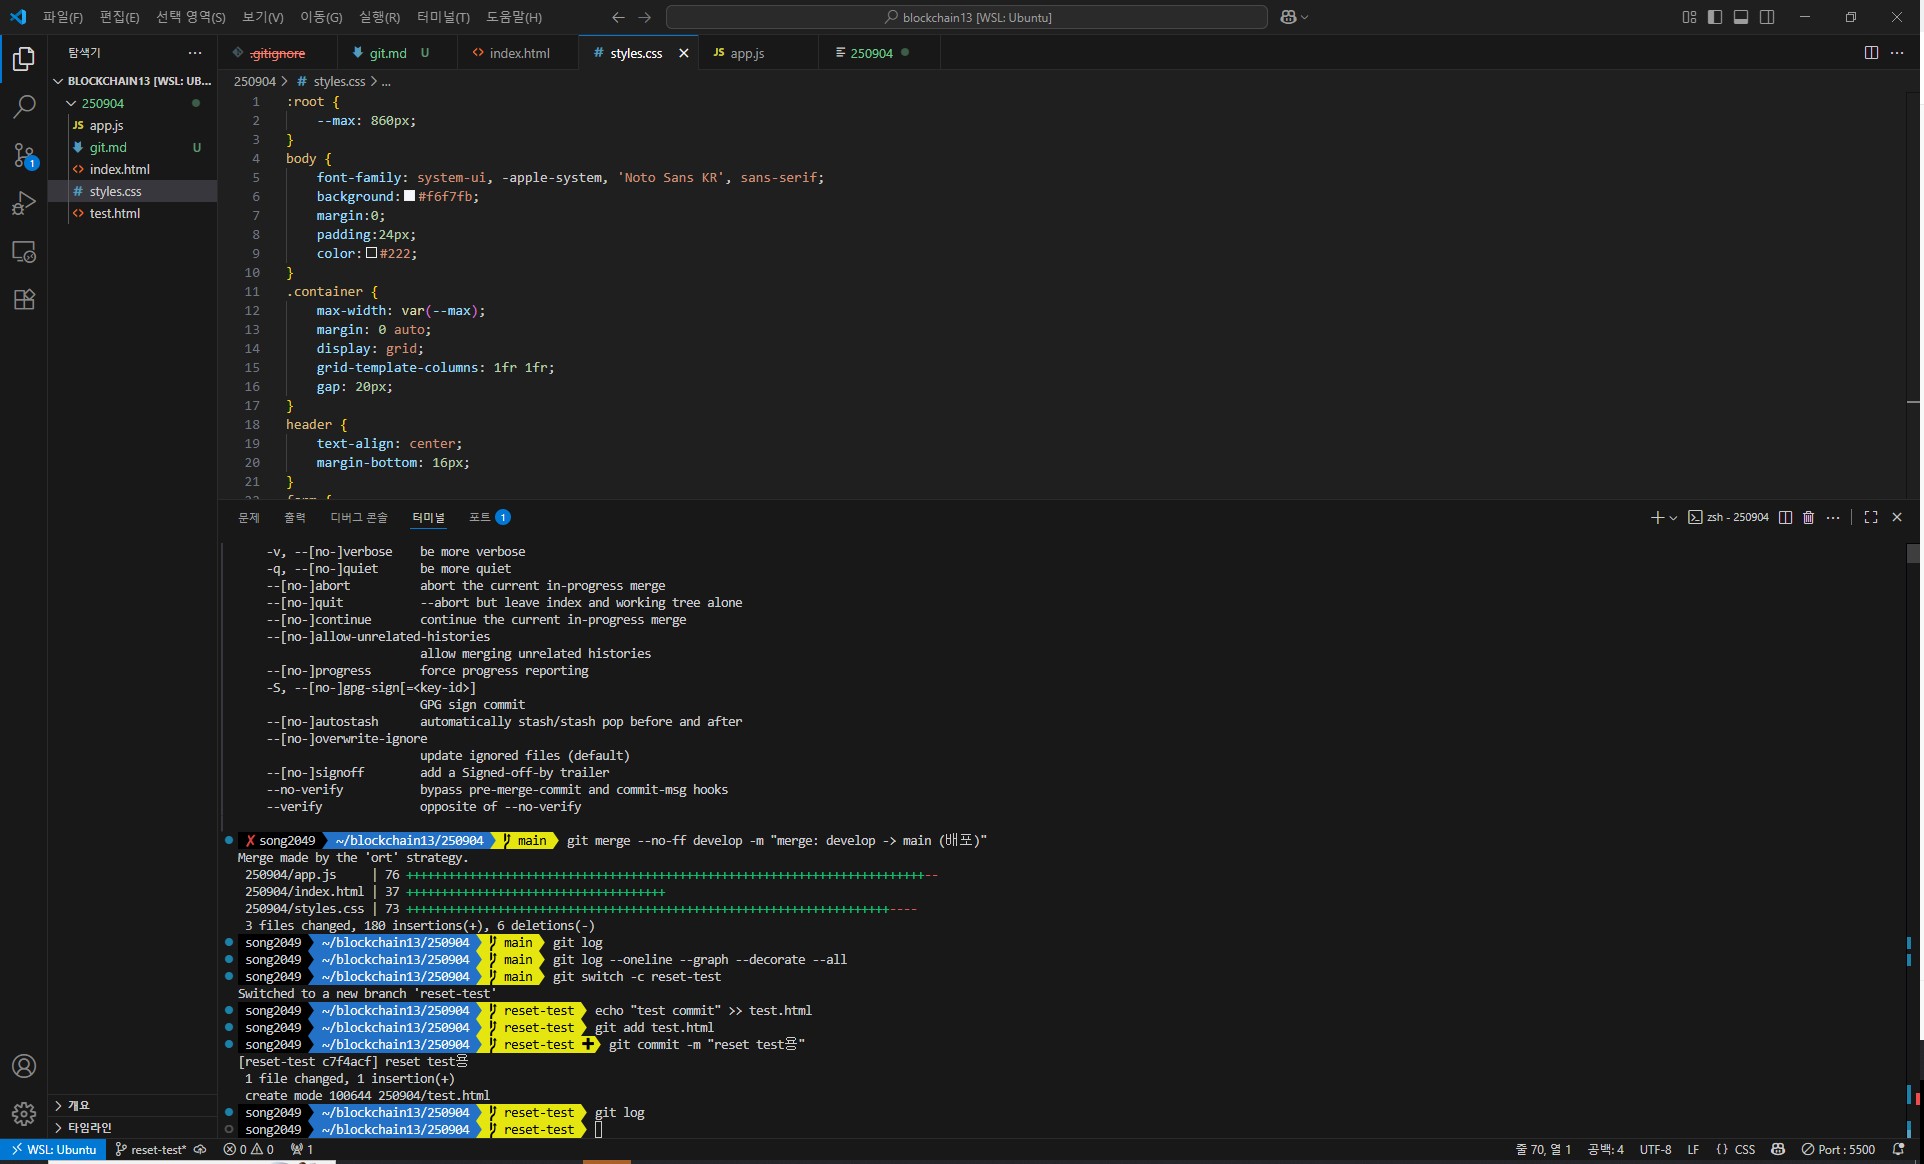 파일(F) 편집(E) 선택 영역(S) 보기(V) 이동(G) 실행(R) 터미널(T) 도움말(H)
blockchain13 [WSL: Ubuntu]
탐색기
.gitignore
git.md U
index.html
styles.css
app.js
250904
BLOCKCHAIN13 [WSL: UB...
250904
app.js
git.md U
index.html
styles.css
test.html
1
250904 > styles.css > ...
1 :root {
2 --max: 860px;
3 }
4 body {
5 font-family: system-ui, -apple-system, 'Noto Sans KR', sans-serif;
6 background: #f6f7fb;
7 margin:0;
8 padding:24px;
9 color: #222;
10 }
11 .container {
12 max-width: var(--max);
13 margin: 0 auto;
14 display: grid;
15 grid-template-columns: 1fr 1fr;
16 gap: 20px;
17 }
18 header {
19 text-align: center;
20 margin-bottom: 16px;
21 }
문제 출력 디버그 콘솔 터미널 포트 1
zsh - 250904
-v, --[no-]verbose be more verbose
-q, --[no-]quiet be more quiet
--[no-]abort abort the current in-progress merge
--[no-]quit --abort but leave index and working tree alone
--[no-]continue continue the current in-progress merge
--[no-]allow-unrelated-histories
allow merging unrelated histories
--[no-]progress force progress reporting
-S, --[no-]gpg-sign[=<key-id>]
GPG sign commit
--[no-]autostash automatically stash/stash pop before and after
--[no-]overwrite-ignore
update ignored files (default)
--[no-]signoff add a Signed-off-by trailer
--no-verify bypass pre-merge-commit and commit-msg hooks
--verify opposite of --no-verify
✗ song2049 ~/blockchain13/250904 main git merge --no-ff develop -m "merge: develop -> main (배포)"
Merge made by the 'ort' strategy.
250904/app.js | 76 ++++++++++++++++++++++++++++++++++++++++++++++++++++++++++++++++++++++++++--
250904/index.html | 37 +++++++++++++++++++++++++++++++++++++
250904/styles.css | 73 +++++++++++++++++++++++++++++++++++++++++++++++++++++++++++++++++++++----
3 files changed, 180 insertions(+), 6 deletions(-)
song2049 ~/blockchain13/250904 main git log
song2049 ~/blockchain13/250904 main git log --oneline --graph --decorate --all
song2049 ~/blockchain13/250904 main git switch -c reset-test
Switched to a new branch 'reset-test'
song2049 ~/blockchain13/250904 reset-test echo "test commit" >> test.html
song2049 ~/blockchain13/250904 reset-test git add test.html
song2049 ~/blockchain13/250904 reset-test ✚ git commit -m "reset test용"
[reset-test c7f4acf] reset test용
1 file changed, 1 insertion(+)
create mode 100644 250904/test.html
song2049 ~/blockchain13/250904 reset-test git log
song2049 ~/blockchain13/250904 reset-test
개요
타임라인
WSL: Ubuntu reset-test* 0 0 1 줄 70, 열 1 공백: 4 UTF-8 LF {} CSS Port : 5500